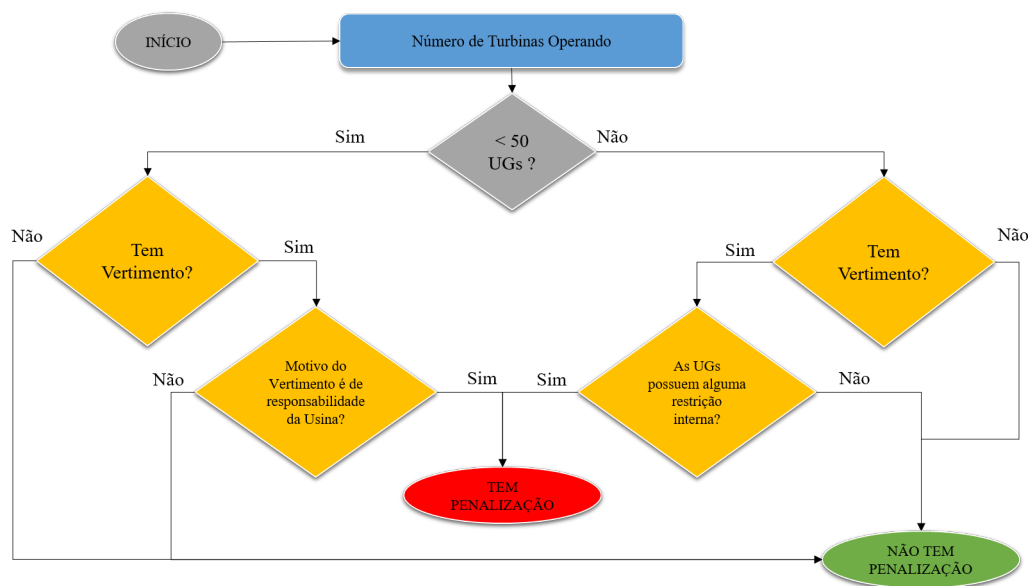 INÍCIO
Número de Turbinas Operando
< 50
UGs ?
Sim
Não
Tem
Vertimento?
Não
Sim
Tem
Vertimento?
Sim
Não
Motivo do
Vertimento é de
responsabilidade
da Usina?
Não
Sim
As UGs
possuem alguma
restrição
interna?
Sim
Não
TEM
PENALIZAÇÃO
NÃO TEM
PENALIZAÇÃO